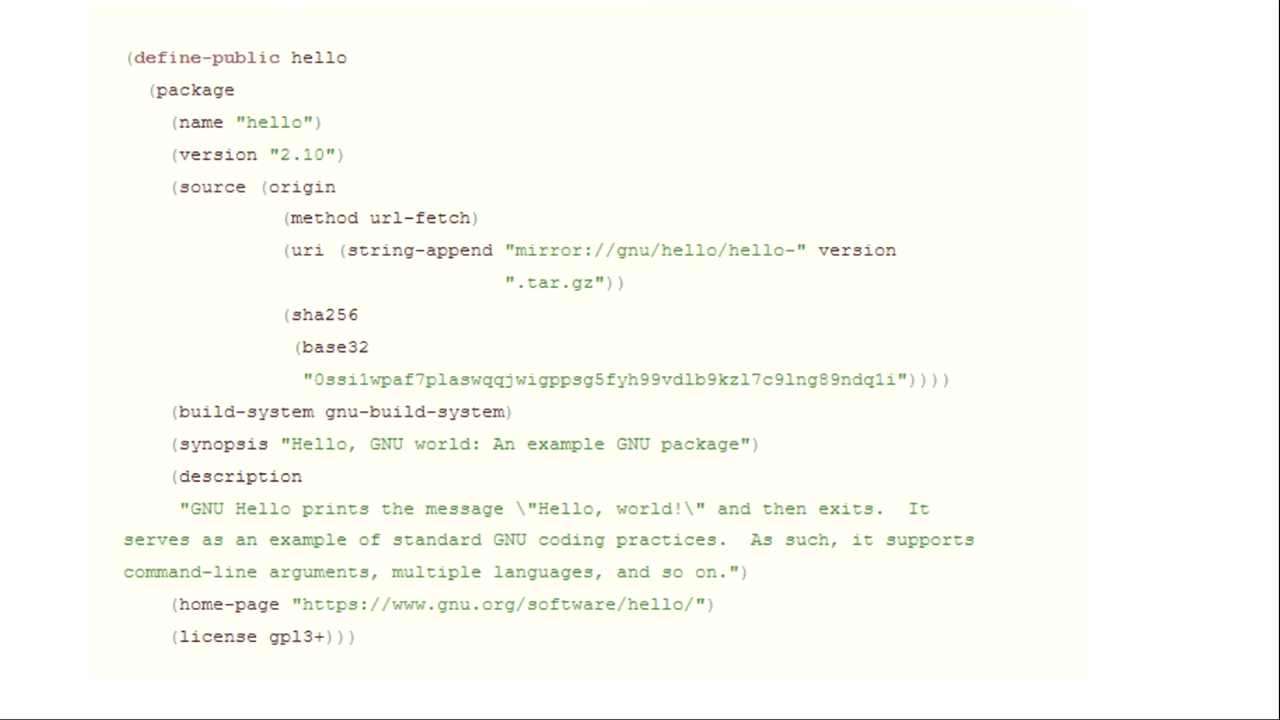 (define-public hello
  (package
    (name "hello")
    (version "2.10")
    (source (origin
              (method url-fetch)
              (uri (string-append "mirror://gnu/hello/hello-" version
                                  ".tar.gz"))
              (sha256
               (base32
                "0ssi1wpaf7plaswqqjwigppsg5fyh99vdlb9kzl7c9lng89ndq1i"))))
    (build-system gnu-build-system)
    (synopsis "Hello, GNU world: An example GNU package")
    (description
     "GNU Hello prints the message \"Hello, world!\" and then exits.  It
serves as an example of standard GNU coding practices.  As such, it supports
command-line arguments, multiple languages, and so on.")
    (home-page "https://www.gnu.org/software/hello/")
    (license gpl3+)))